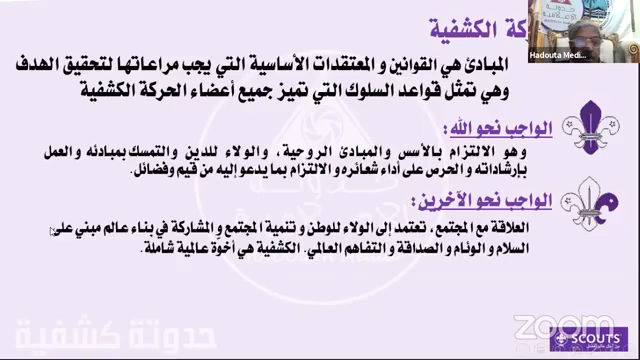 كة الكشفية
المبادئ هي القوانين و المعتقدات الأساسية التي يجب مراعاتها لتحقيق الهدف
وهي تمثل قواعد السلوك التي تميز جميع أعضاء الحركة الكشفية
الواجب نحو الله:
وهو الالتزام بالأسس والمبادئ الروحية، والولاء للدين والتمسك بمبادئه والعمل
بإرشاداته و الحرص على أداء شعائره و الالتزام بما يدعو إليه من قيم وفضائل.
الواجب نحو الآخرين:
العلاقة مع المجتمع، تعتمد إلى الولاء للوطن و تنمية المجتمع و المشاركة في بناء عالم مبني على
السلام و الوئام و الصداقة و التفاهم العالمي. الكشفية هي أخوّة عالمية شاملة.
حدوتة كشفية
Hadouta Medi...
zoom
SCOUTS